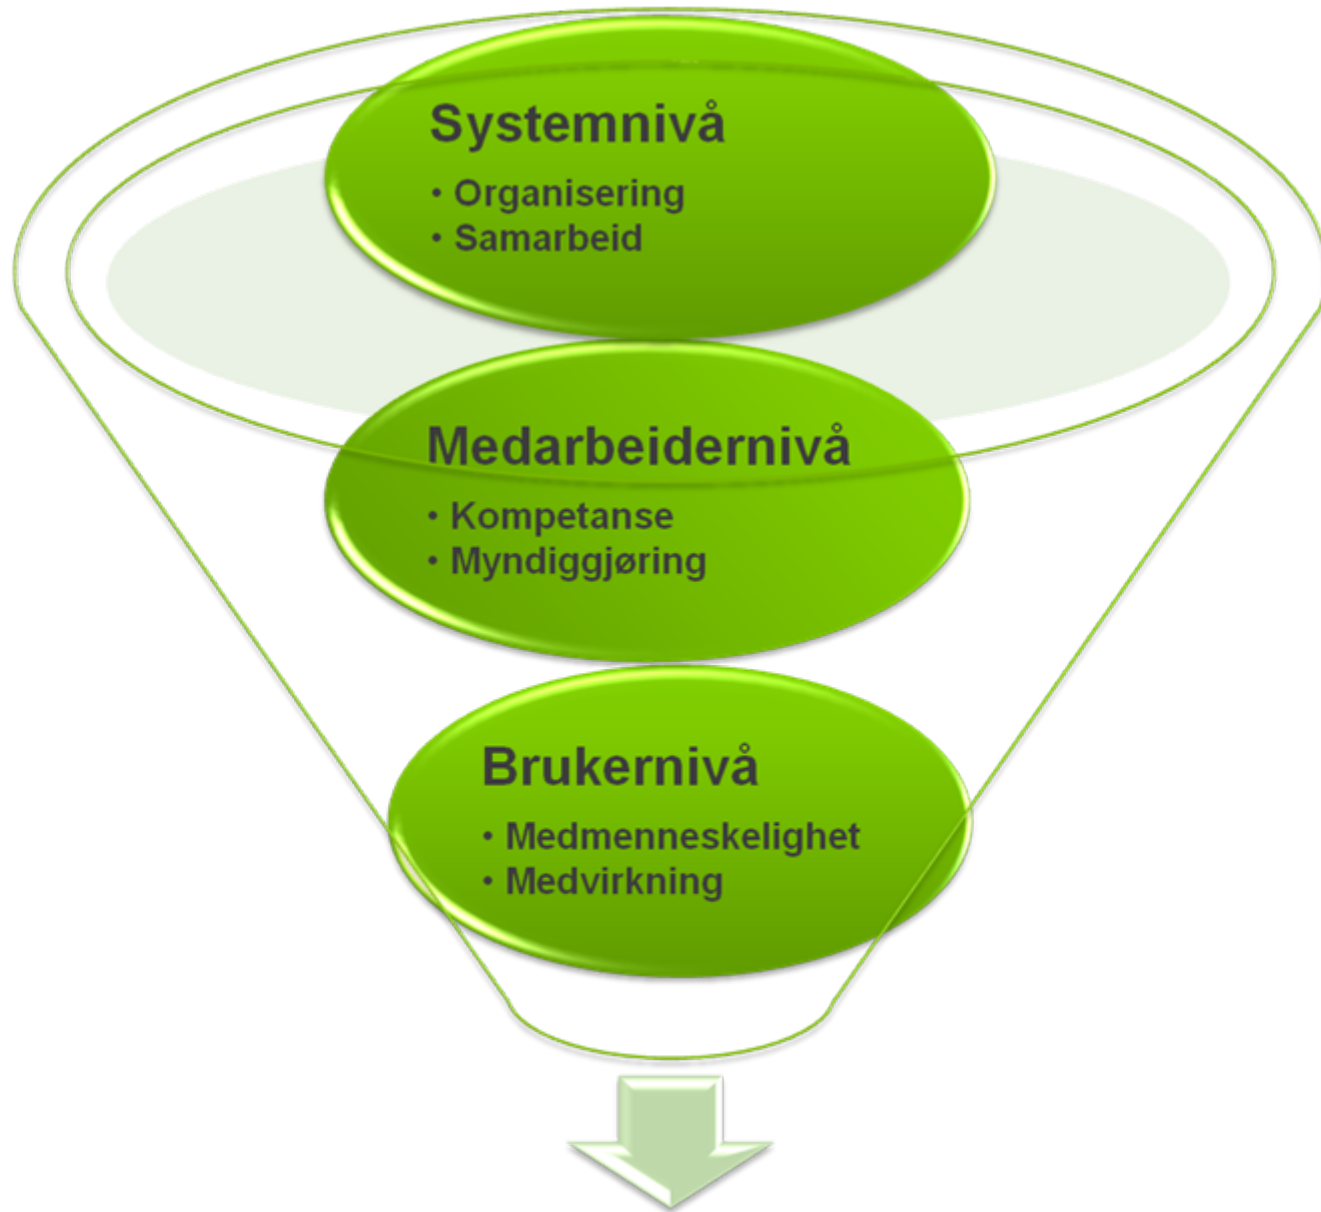 Systemnivå
• Organisering
• Samarbeid
Medarbeidernivå
• Kompetanse
• Myndiggjøring
Brukernivå
• Medmenneskelighet
• Medvirkning